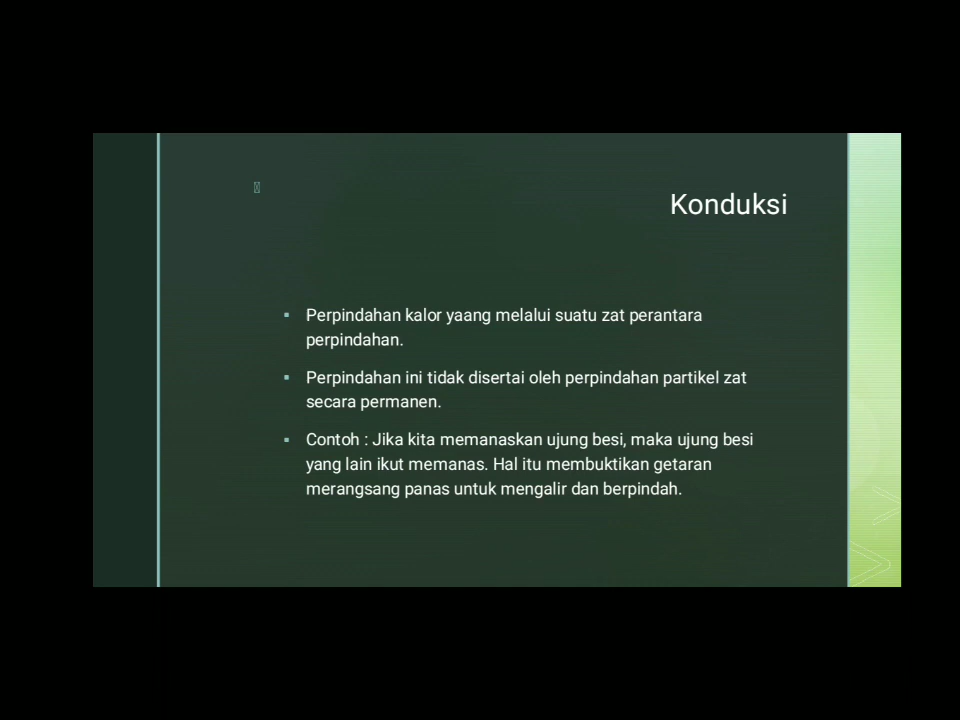 Konduksi
▪ Perpindahan kalor yaang melalui suatu zat perantara
perpindahan.
▪ Perpindahan ini tidak disertai oleh perpindahan partikel zat
secara permanen.
▪ Contoh : Jika kita memanaskan ujung besi, maka ujung besi
yang lain ikut memanas. Hal itu membuktikan getaran
merangsang panas untuk mengalir dan berpindah.